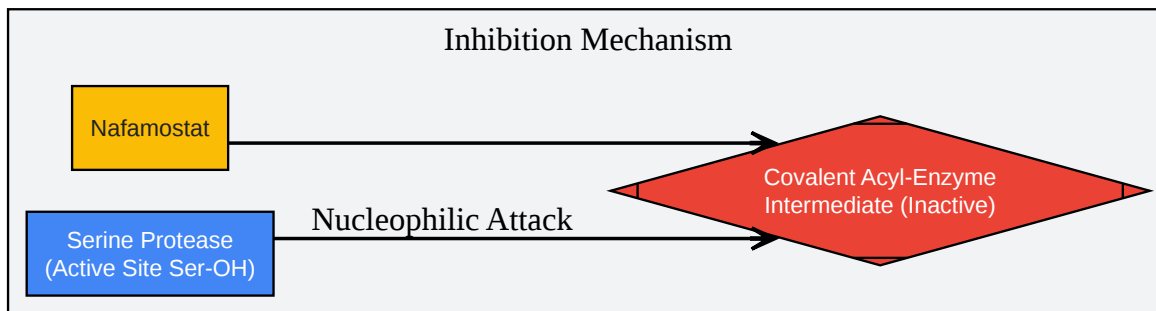 Inhibition Mechanism
Nafamostat
Covalent Acyl-Enzyme
Intermediate (Inactive)
Nucleophilic Attack
Serine Protease
(Active Site Ser-OH)